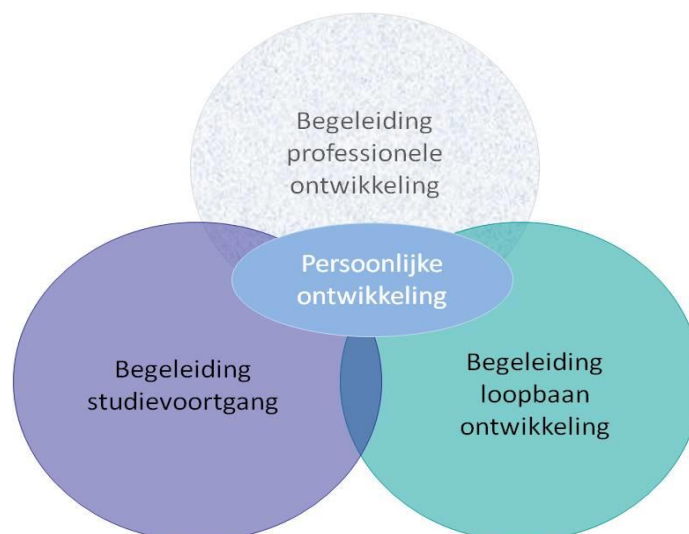 Begeleiding
professionele
ontwikkeling
Persoonlijke
ontwikkeling
Begeleiding
studievoortgang
Begeleiding
loopbaan
ontwikkeling